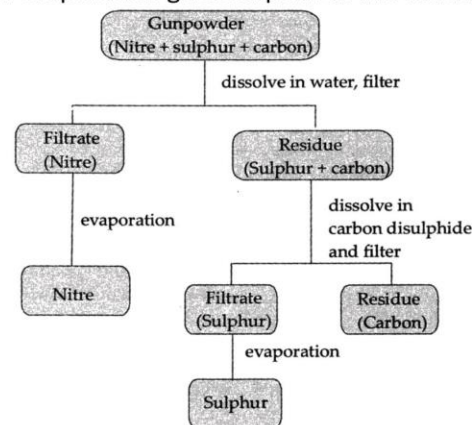 Gunpowder
(Nitre + sulphur + carbon)
dissolve in water, filter
Filtrate
(Nitre)
Residue
(Sulphur + carbon)
evaporation
dissolve in
carbon disulphide
and filter
Nitre
Filtrate
(Sulphur)
Residue
(Carbon)
evaporation
Sulphur